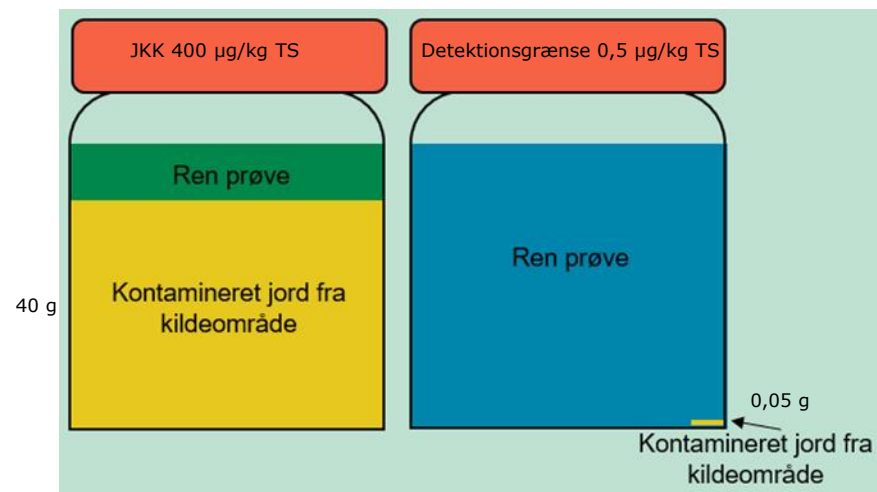 JKK 400 µg/kg TS
Detektionsgrænse 0,5 µg/kg TS
Ren prøve
Kontamineret jord fra
kildeområde
40 g
Ren prøve
0,05 g
Kontamineret jord fra
kildeområde